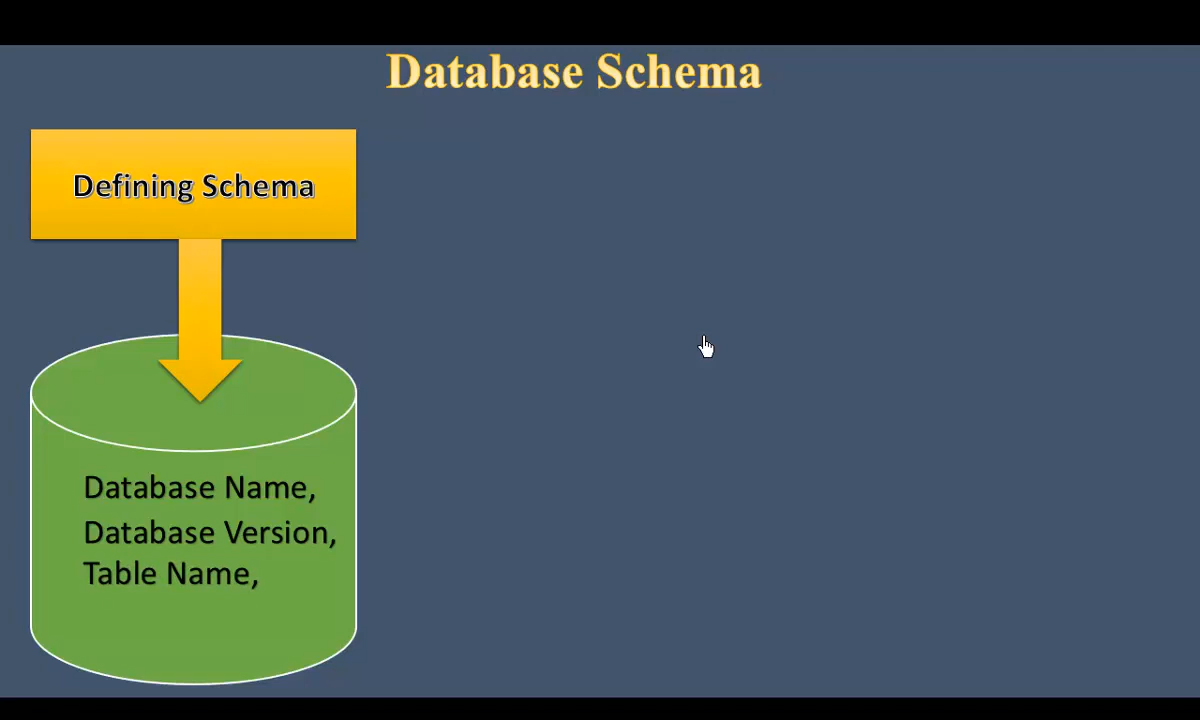 Database Schema
Defining Schema
Database Name,
Database Version,
Table Name,